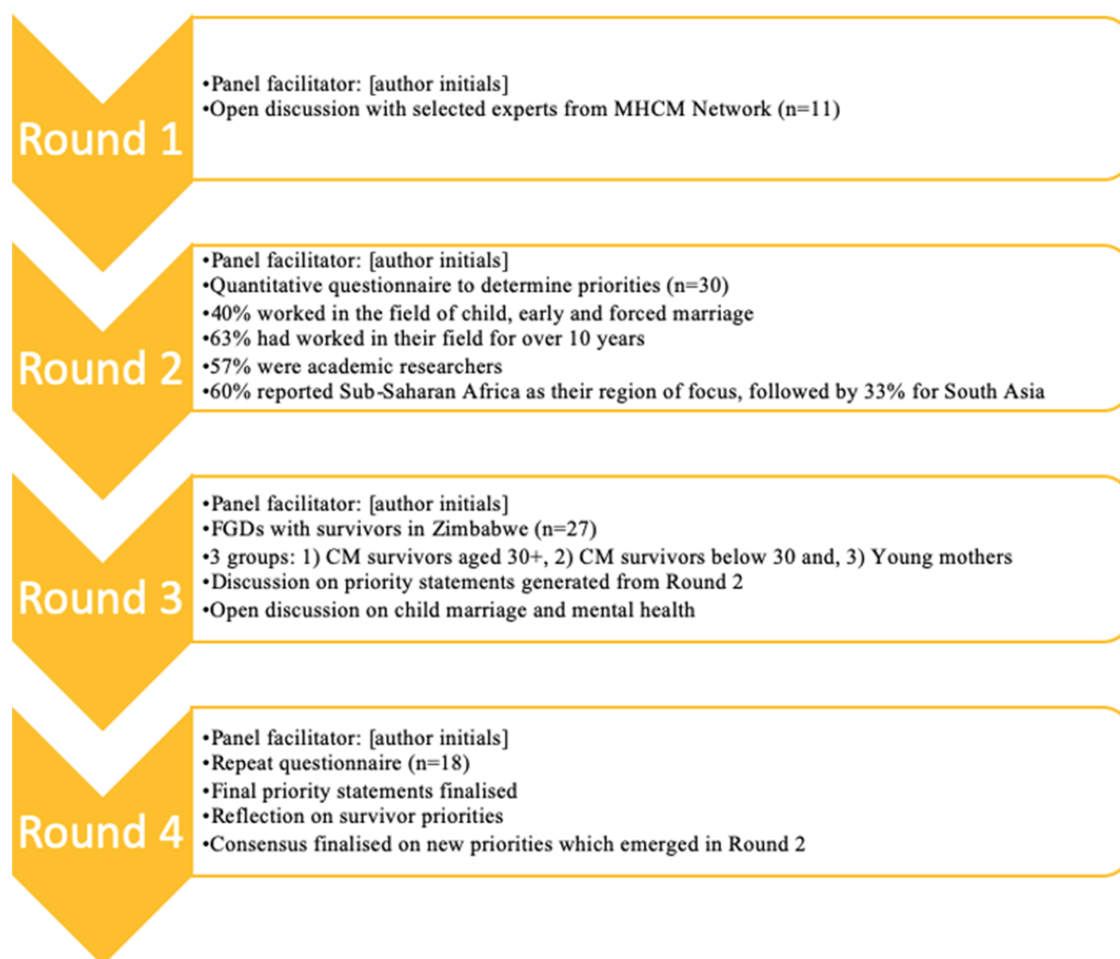 Round 1
•Panel facilitator: [author initials]
•Open discussion with selected experts from MHCM Network (n=11)
Round 2
•Panel facilitator: [author initials]
•Quantitative questionnaire to determine priorities (n=30)
•40% worked in the field of child, early and forced marriage
•63% had worked in their field for over 10 years
•57% were academic researchers
•60% reported Sub-Saharan Africa as their region of focus, followed by 33% for South Asia
Round 3
•Panel facilitator: [author initials]
•FGDs with survivors in Zimbabwe (n=27)
•3 groups: 1) CM survivors aged 30+, 2) CM survivors below 30 and, 3) Young mothers
•Discussion on priority statements generated from Round 2
•Open discussion on child marriage and mental health
Round 4
•Panel facilitator: [author initials]
•Repeat questionnaire (n=18)
•Final priority statements finalised
•Reflection on survivor priorities
•Consensus finalised on new priorities which emerged in Round 2